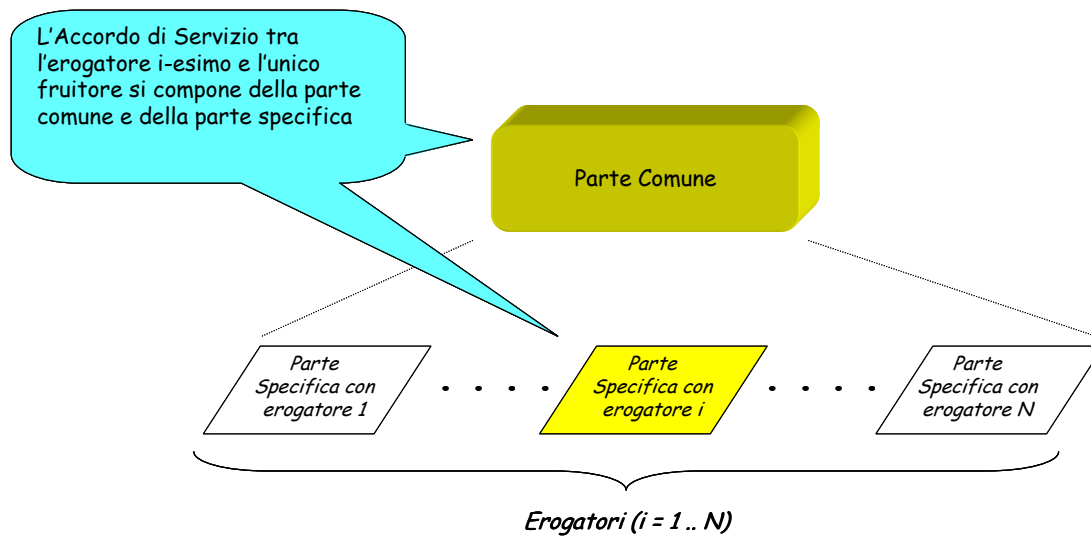 L'Accordo di Servizio tra
l'erogatore i-esimo e l'unico
fruitore si compone della parte
comune e della parte specifica
Parte Comune
Parte
Specifica con
erogatore 1
. . . .
Parte
Specifica con
erogatore i
. . . .
Parte
Specifica con
erogatore N
Erogatori (i = 1 .. N)